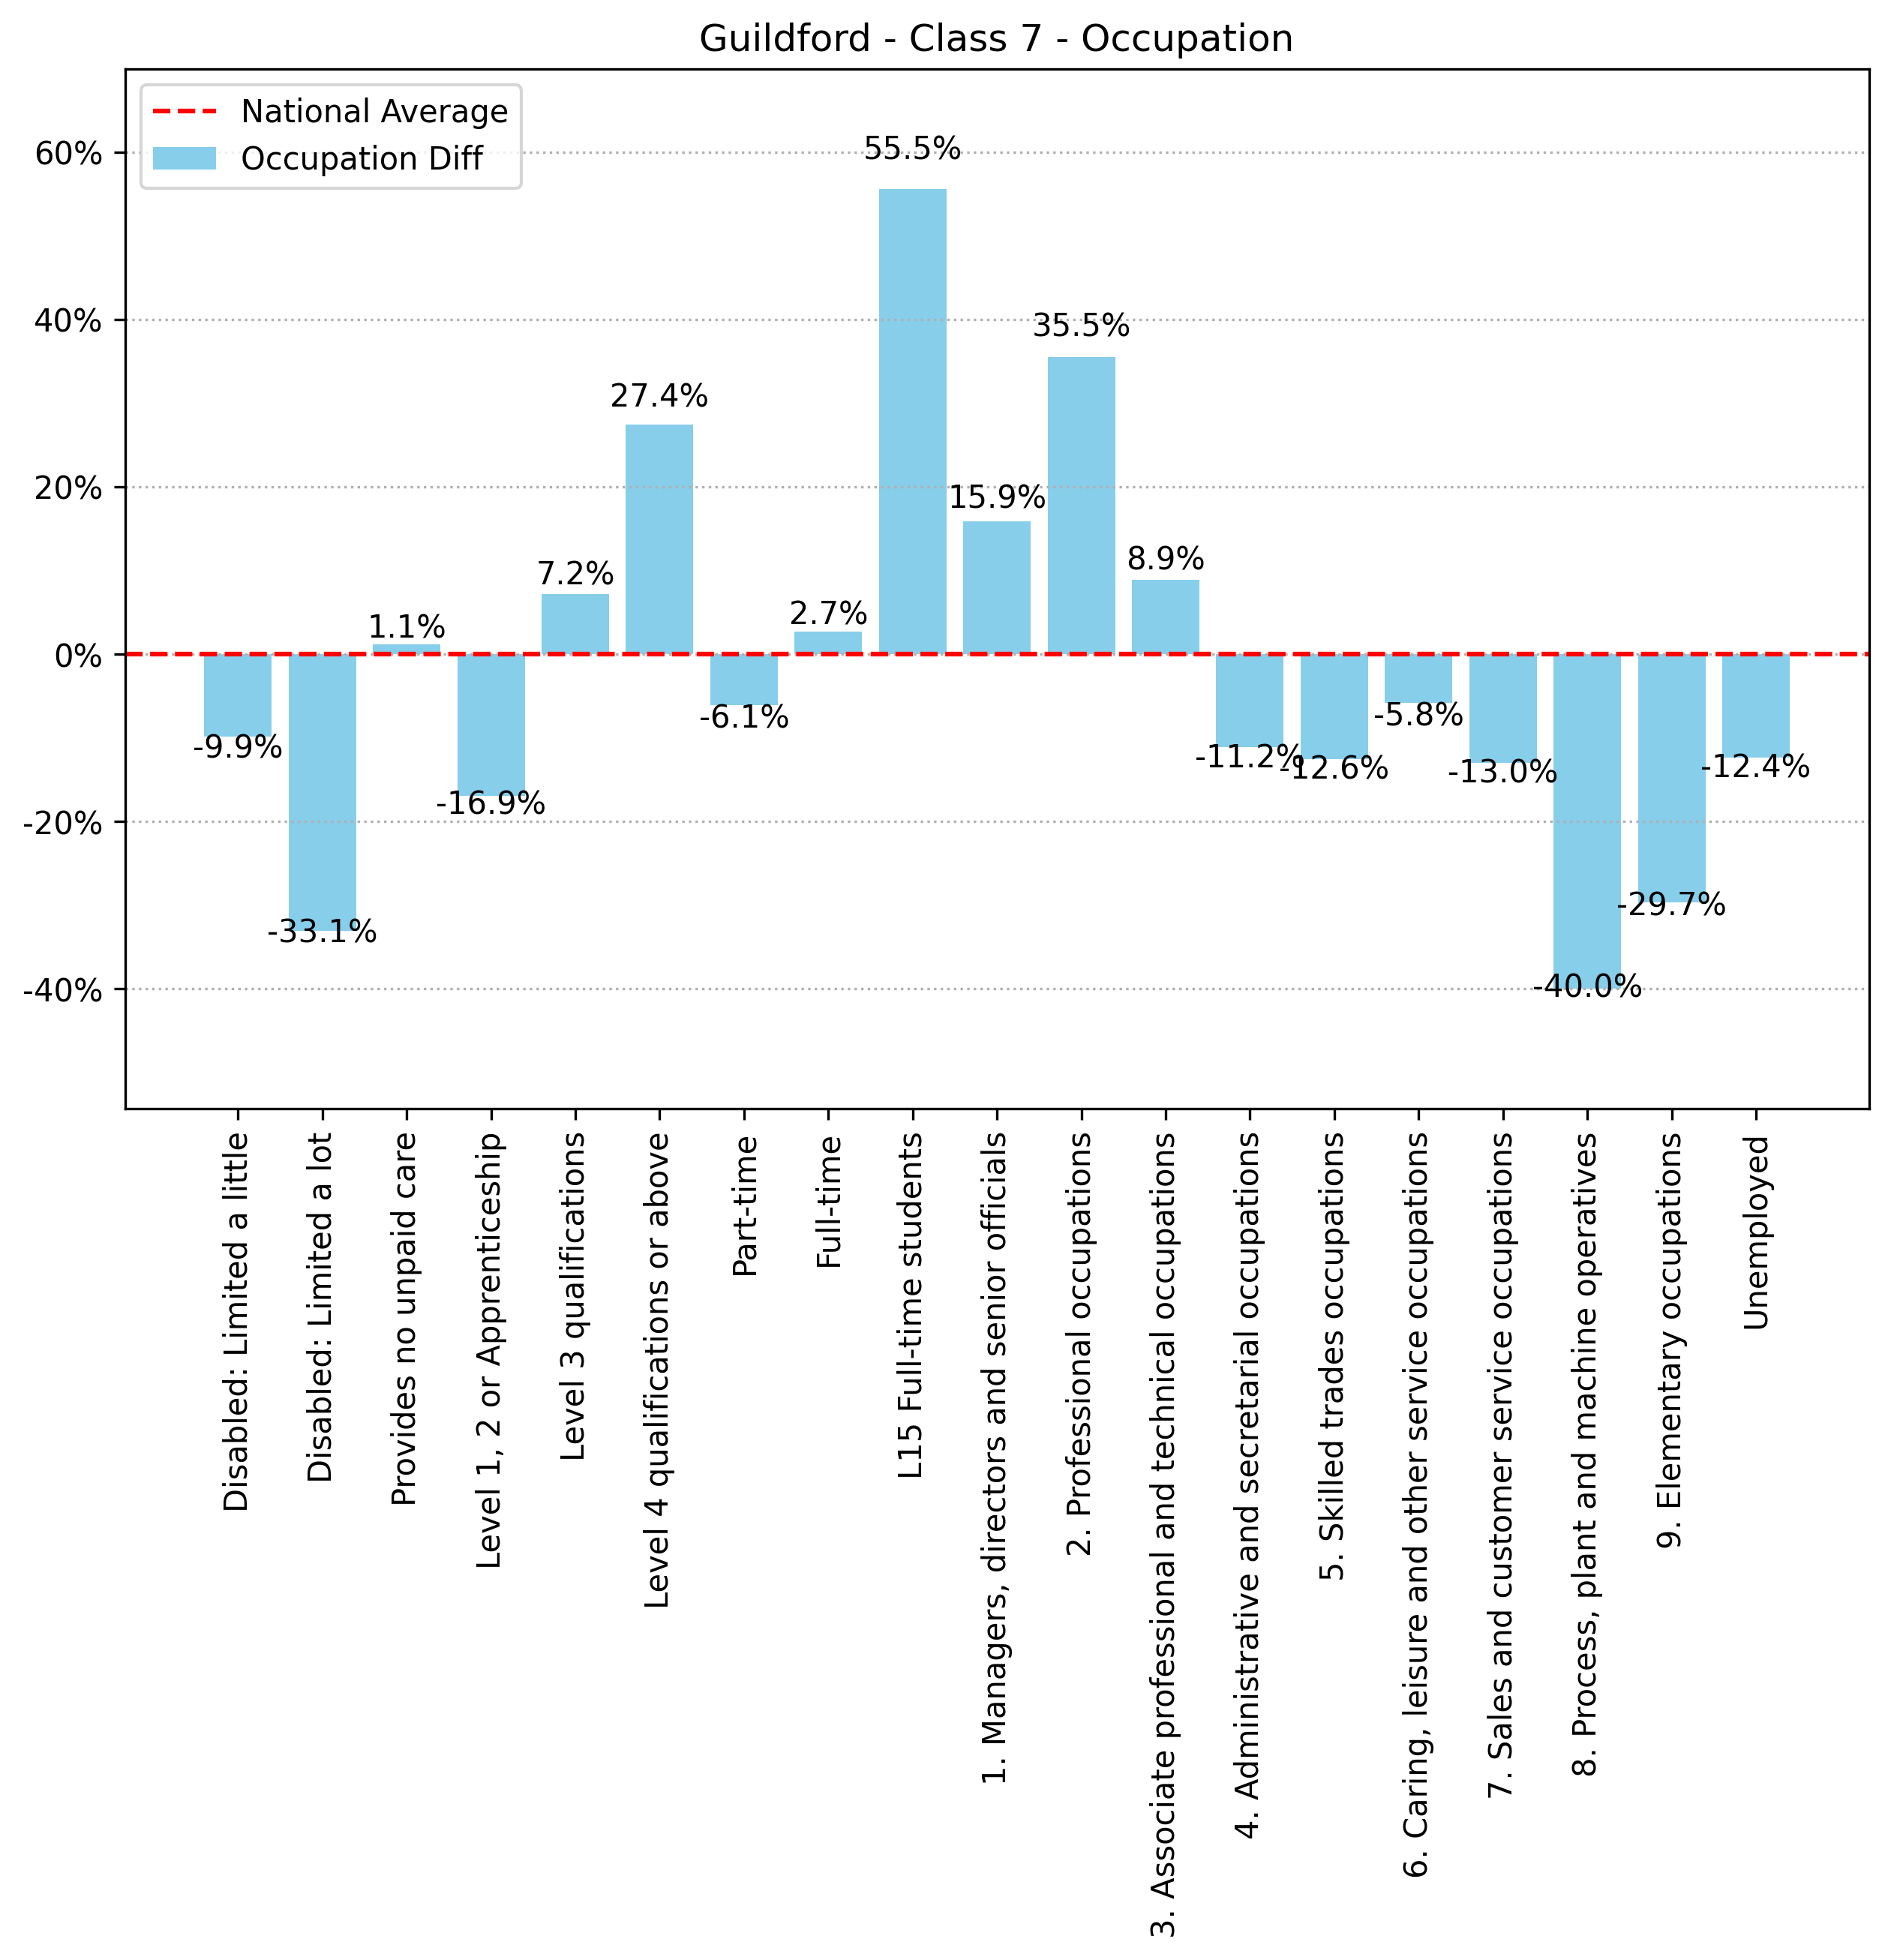 Guildford - Class 7 - Occupation
National Average
Occupation Diff
60%
40%
20%
0%
-20%
-40%
-9.9%
-33.1%
1.1%
-16.9%
7.2%
27.4%
-6.1%
2.7%
55.5%
15.9%
35.5%
8.9%
-11.2%
-12.6%
-5.8%
-13.0%
-40.0%
-29.7%
-12.4%
Disabled: Limited a little
Disabled: Limited a lot
Provides no unpaid care
Level 1, 2 or Apprenticeship
Level 3 qualifications
Level 4 qualifications or above
Part-time
Full-time
L15 Full-time students
1. Managers, directors and senior officials
2. Professional occupations
3. Associate professional and technical occupations
4. Administrative and secretarial occupations
5. Skilled trades occupations
6. Caring, leisure and other service occupations
7. Sales and customer service occupations
8. Process, plant and machine operatives
9. Elementary occupations
Unemployed